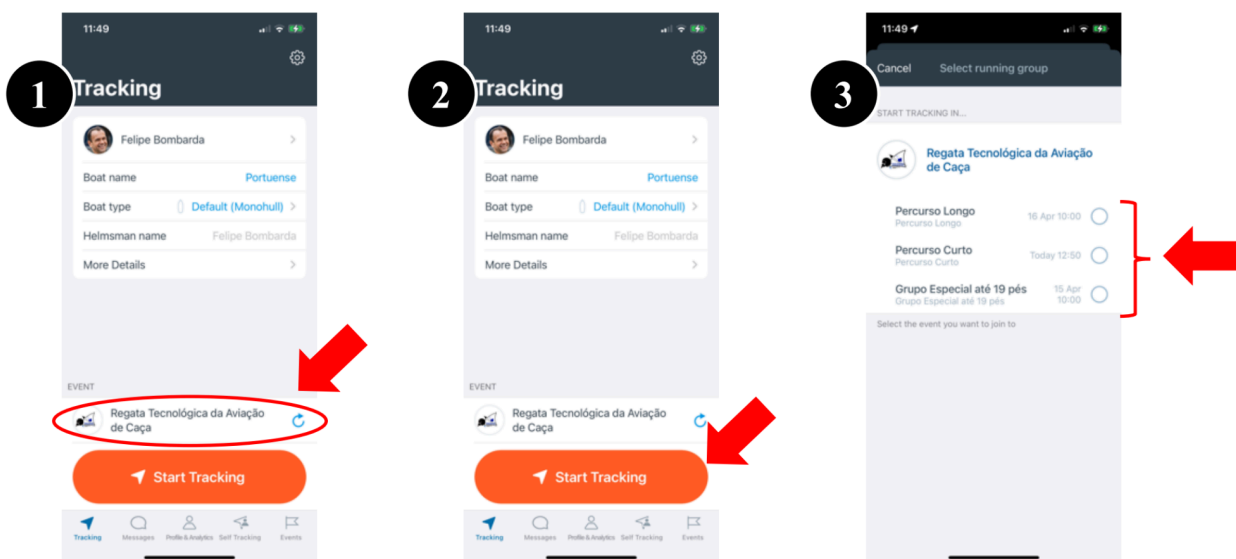 1
11:49
Tracking
Felipe Bombarda
Boat name Portuense
Boat type Default (Monohull)
Helmsman name Felipe Bombarda
More Details
EVENT
Regata Tecnológica da Aviação
de Caça
Start Tracking
Tracking Messages Profile & Analytics Self Tracking Events
2
11:49
Tracking
Felipe Bombarda
Boat name Portuense
Boat type Default (Monohull)
Helmsman name Felipe Bombarda
More Details
EVENT
Regata Tecnológica da Aviação
de Caça
Start Tracking
Tracking Messages Profile & Analytics Self Tracking Events
3
11:49
Cancel Select running group
START TRACKING IN...
Regata Tecnológica da Aviação
de Caça
Percurso Longo 16 Apr 10:00
Percurso Longo
Percurso Curto Today 12:50
Percurso Curto
Grupo Especial até 19 pés 15 Apr
Grupo Especial até 19 pés 10:00
Select the event you want to join to